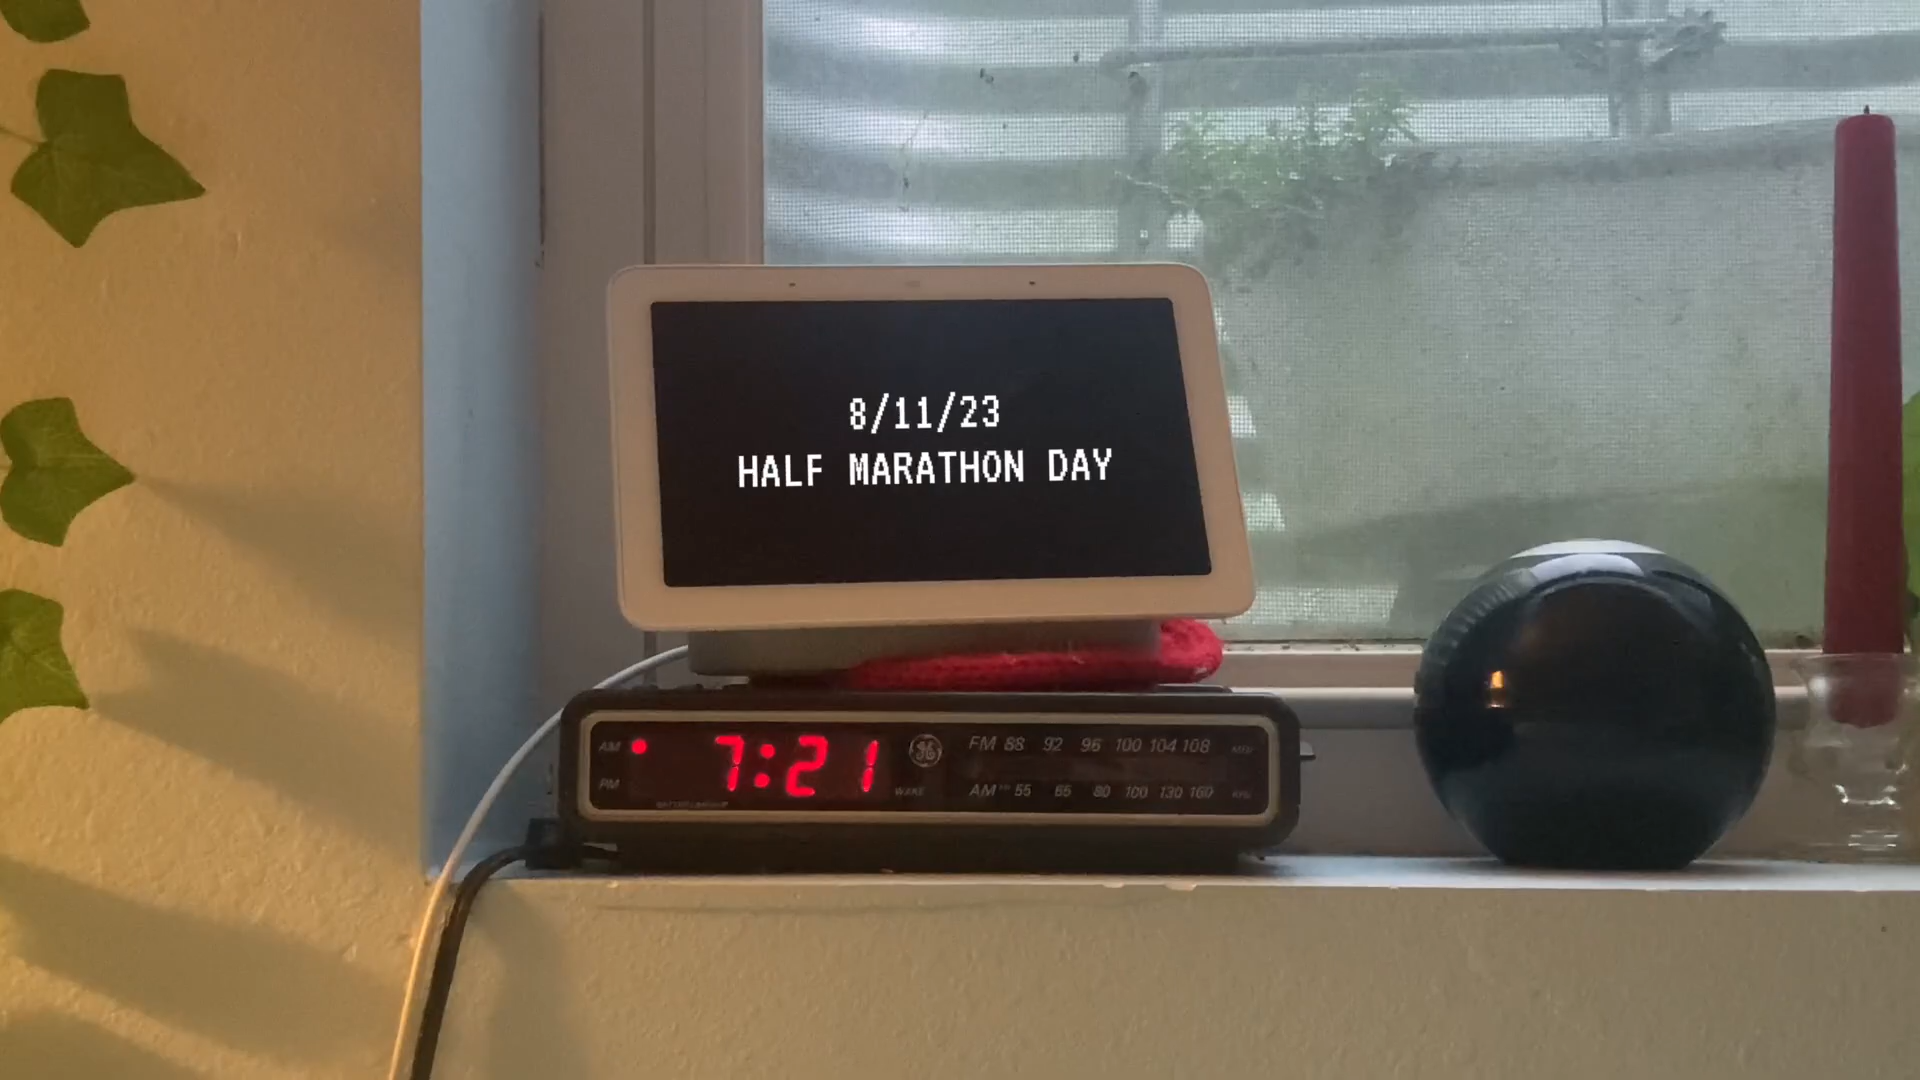 8/11/23
HALF MARATHON DAY
AM
7:21
PM
WAKE
FM 88 92 96 100 104 108
AM 55 65 80 100 130 160